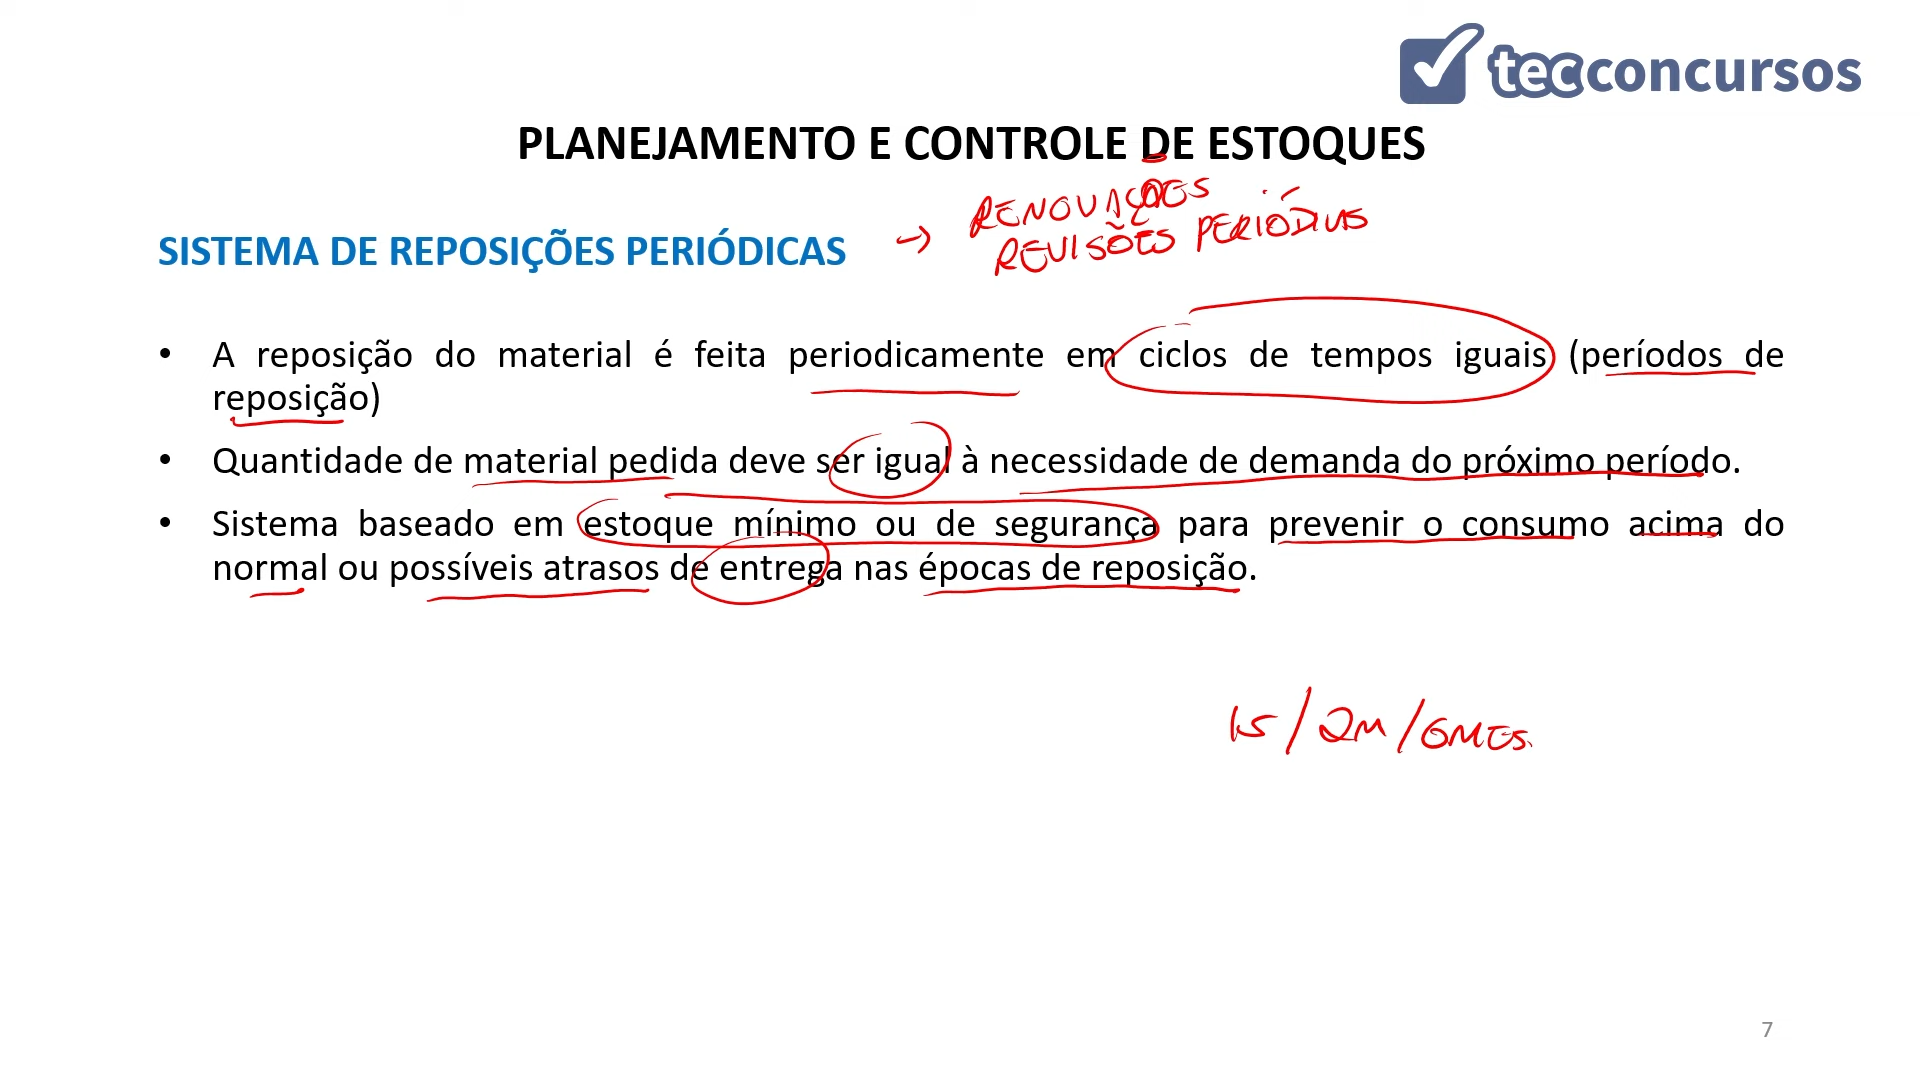 tecconcursos
PLANEJAMENTO E CONTROLE DE ESTOQUES
RENOVAÇÕES
SISTEMA DE REPOSIÇÕES PERIÓDICAS → REVISÕES PERIÓDICAS
• A reposição do material é feita periodicamente em ciclos de tempos iguais (períodos de
reposição)
• Quantidade de material pedida deve ser igual à necessidade de demanda do próximo período.
• Sistema baseado em estoque mínimo ou de segurança para prevenir o consumo acima do
normal ou possíveis atrasos de entrega nas épocas de reposição.
15/2M/6MES.
7